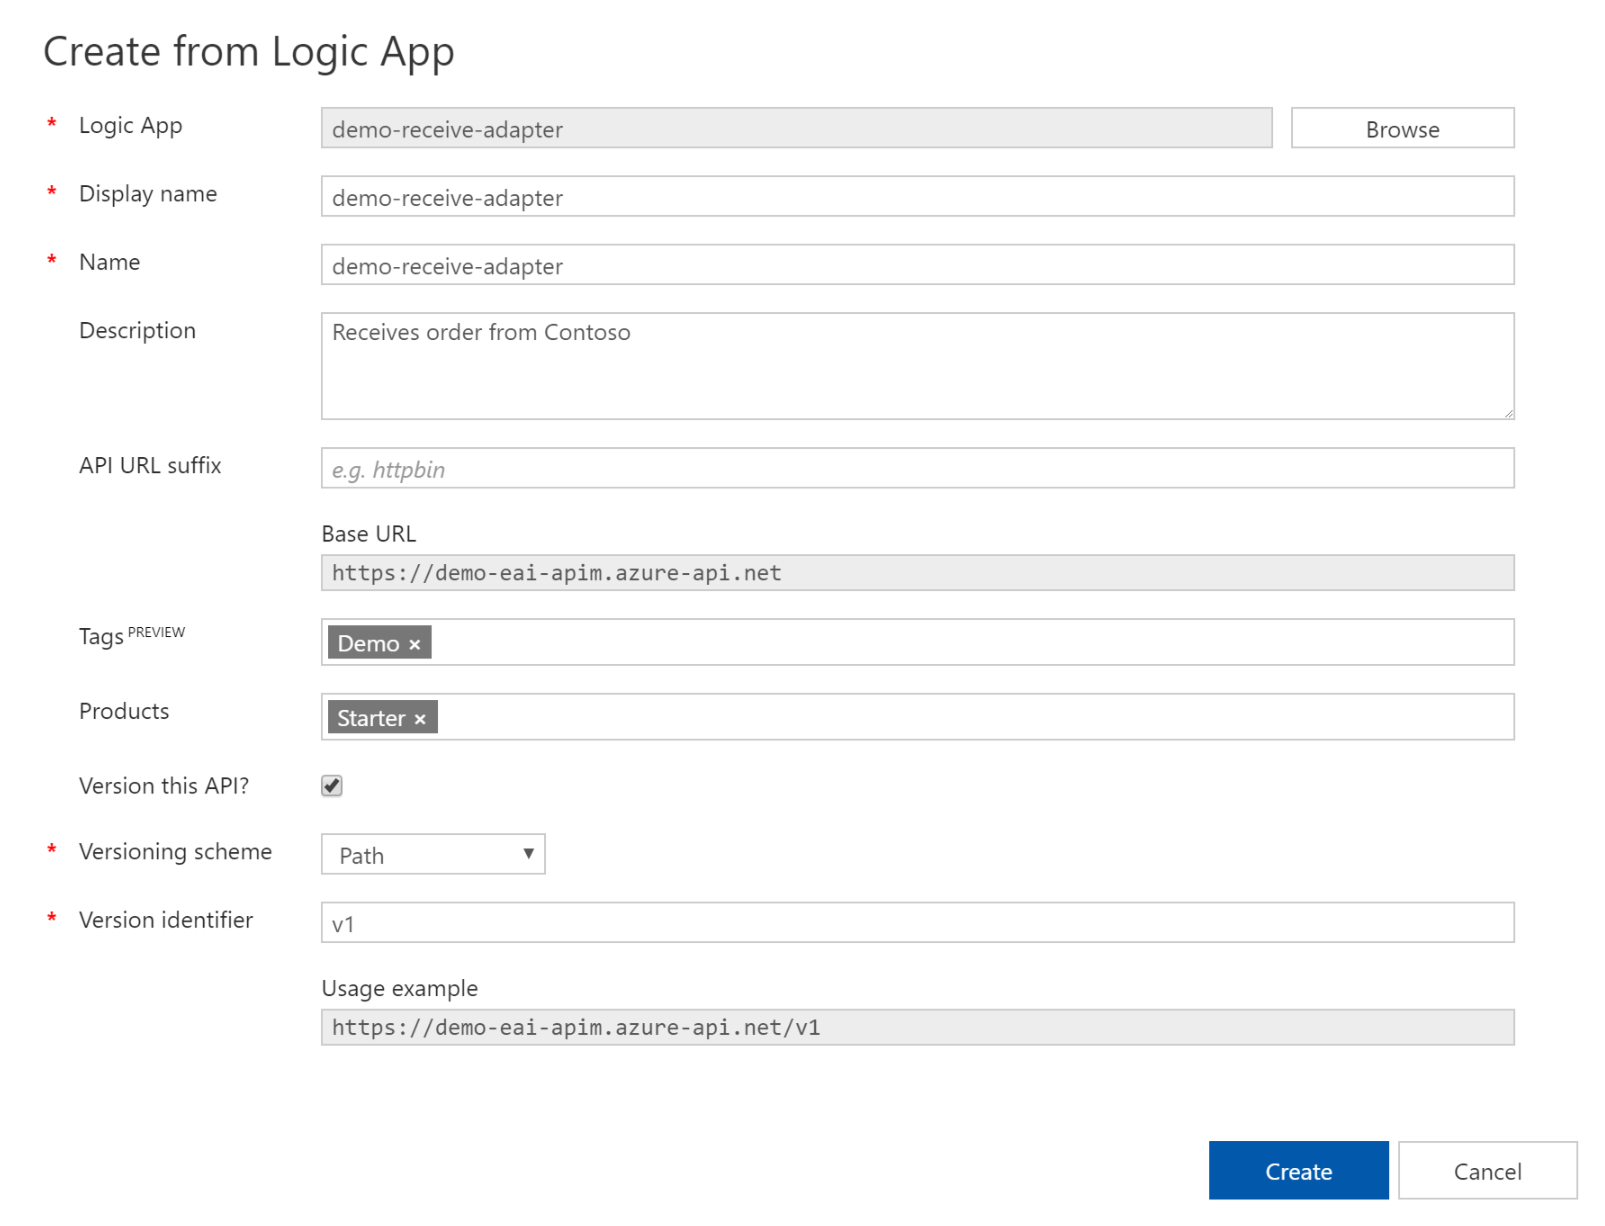 Create from Logic App
* Logic App demo-receive-adapter Browse
* Display name demo-receive-adapter
* Name demo-receive-adapter
Description Receives order from Contoso
API URL suffix e.g. httpbin
Base URL
https://demo-eai-apim.azure-api.net
Tags PREVIEW Demo ×
Products Starter ×
Version this API?
* Versioning scheme Path
* Version identifier v1
Usage example
https://demo-eai-apim.azure-api.net/v1
Create Cancel